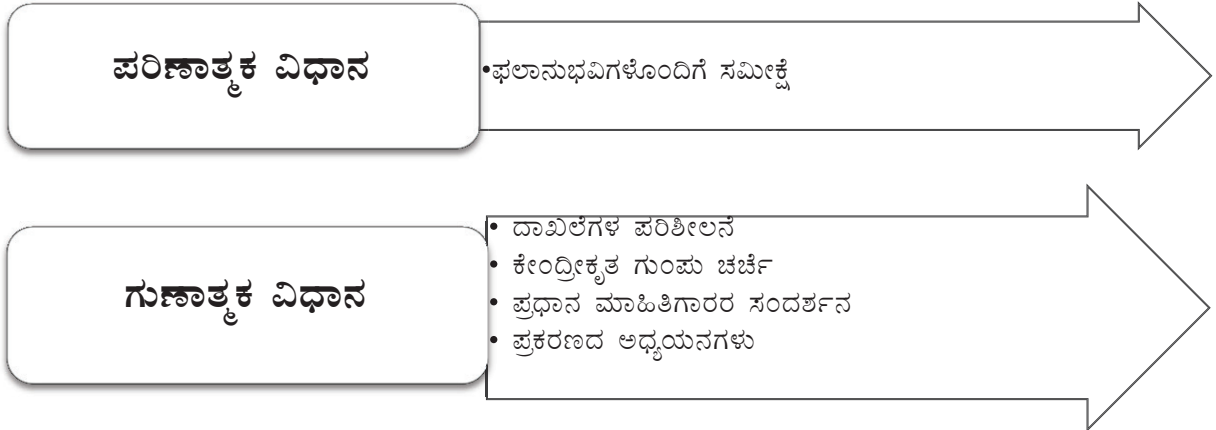 ಪರಿಣಾತ್ಮಕ ವಿಧಾನ
•ಫಲಾನುಭವಿಗಳೊಂದಿಗೆ ಸಮೀಕ್ಷೆ
ಗುಣಾತ್ಮಕ ವಿಧಾನ
• ದಾಖಲೆಗಳ ಪರಿಶೀಲನೆ
• ಕೇಂದ್ರೀಕೃತ ಗುಂಪು ಚರ್ಚೆ
• ಪ್ರಧಾನ ಮಾಹಿತಿಗಾರರ ಸಂದರ್ಶನ
• ಪ್ರಕರಣದ ಅಧ್ಯಯನಗಳು